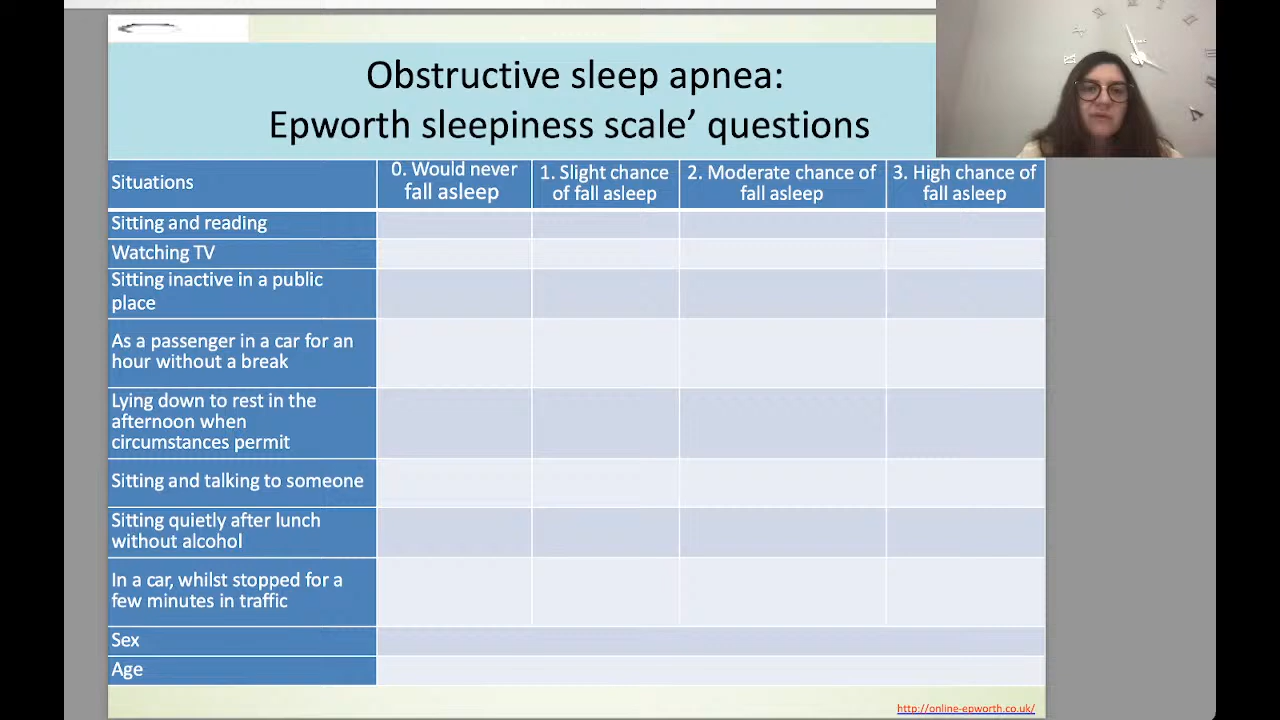 Obstructive sleep apnea:
Epworth sleepiness scale’ questions
Situations
0. Would never
fall asleep
1. Slight chance
of fall asleep
2. Moderate chance of
fall asleep
3. High chance of
fall asleep
Sitting and reading
Watching TV
Sitting inactive in a public
place
As a passenger in a car for an
hour without a break
Lying down to rest in the
afternoon when
circumstances permit
Sitting and talking to someone
Sitting quietly after lunch
without alcohol
In a car, whilst stopped for a
few minutes in traffic
Sex
Age
http://online-epworth.co.uk/